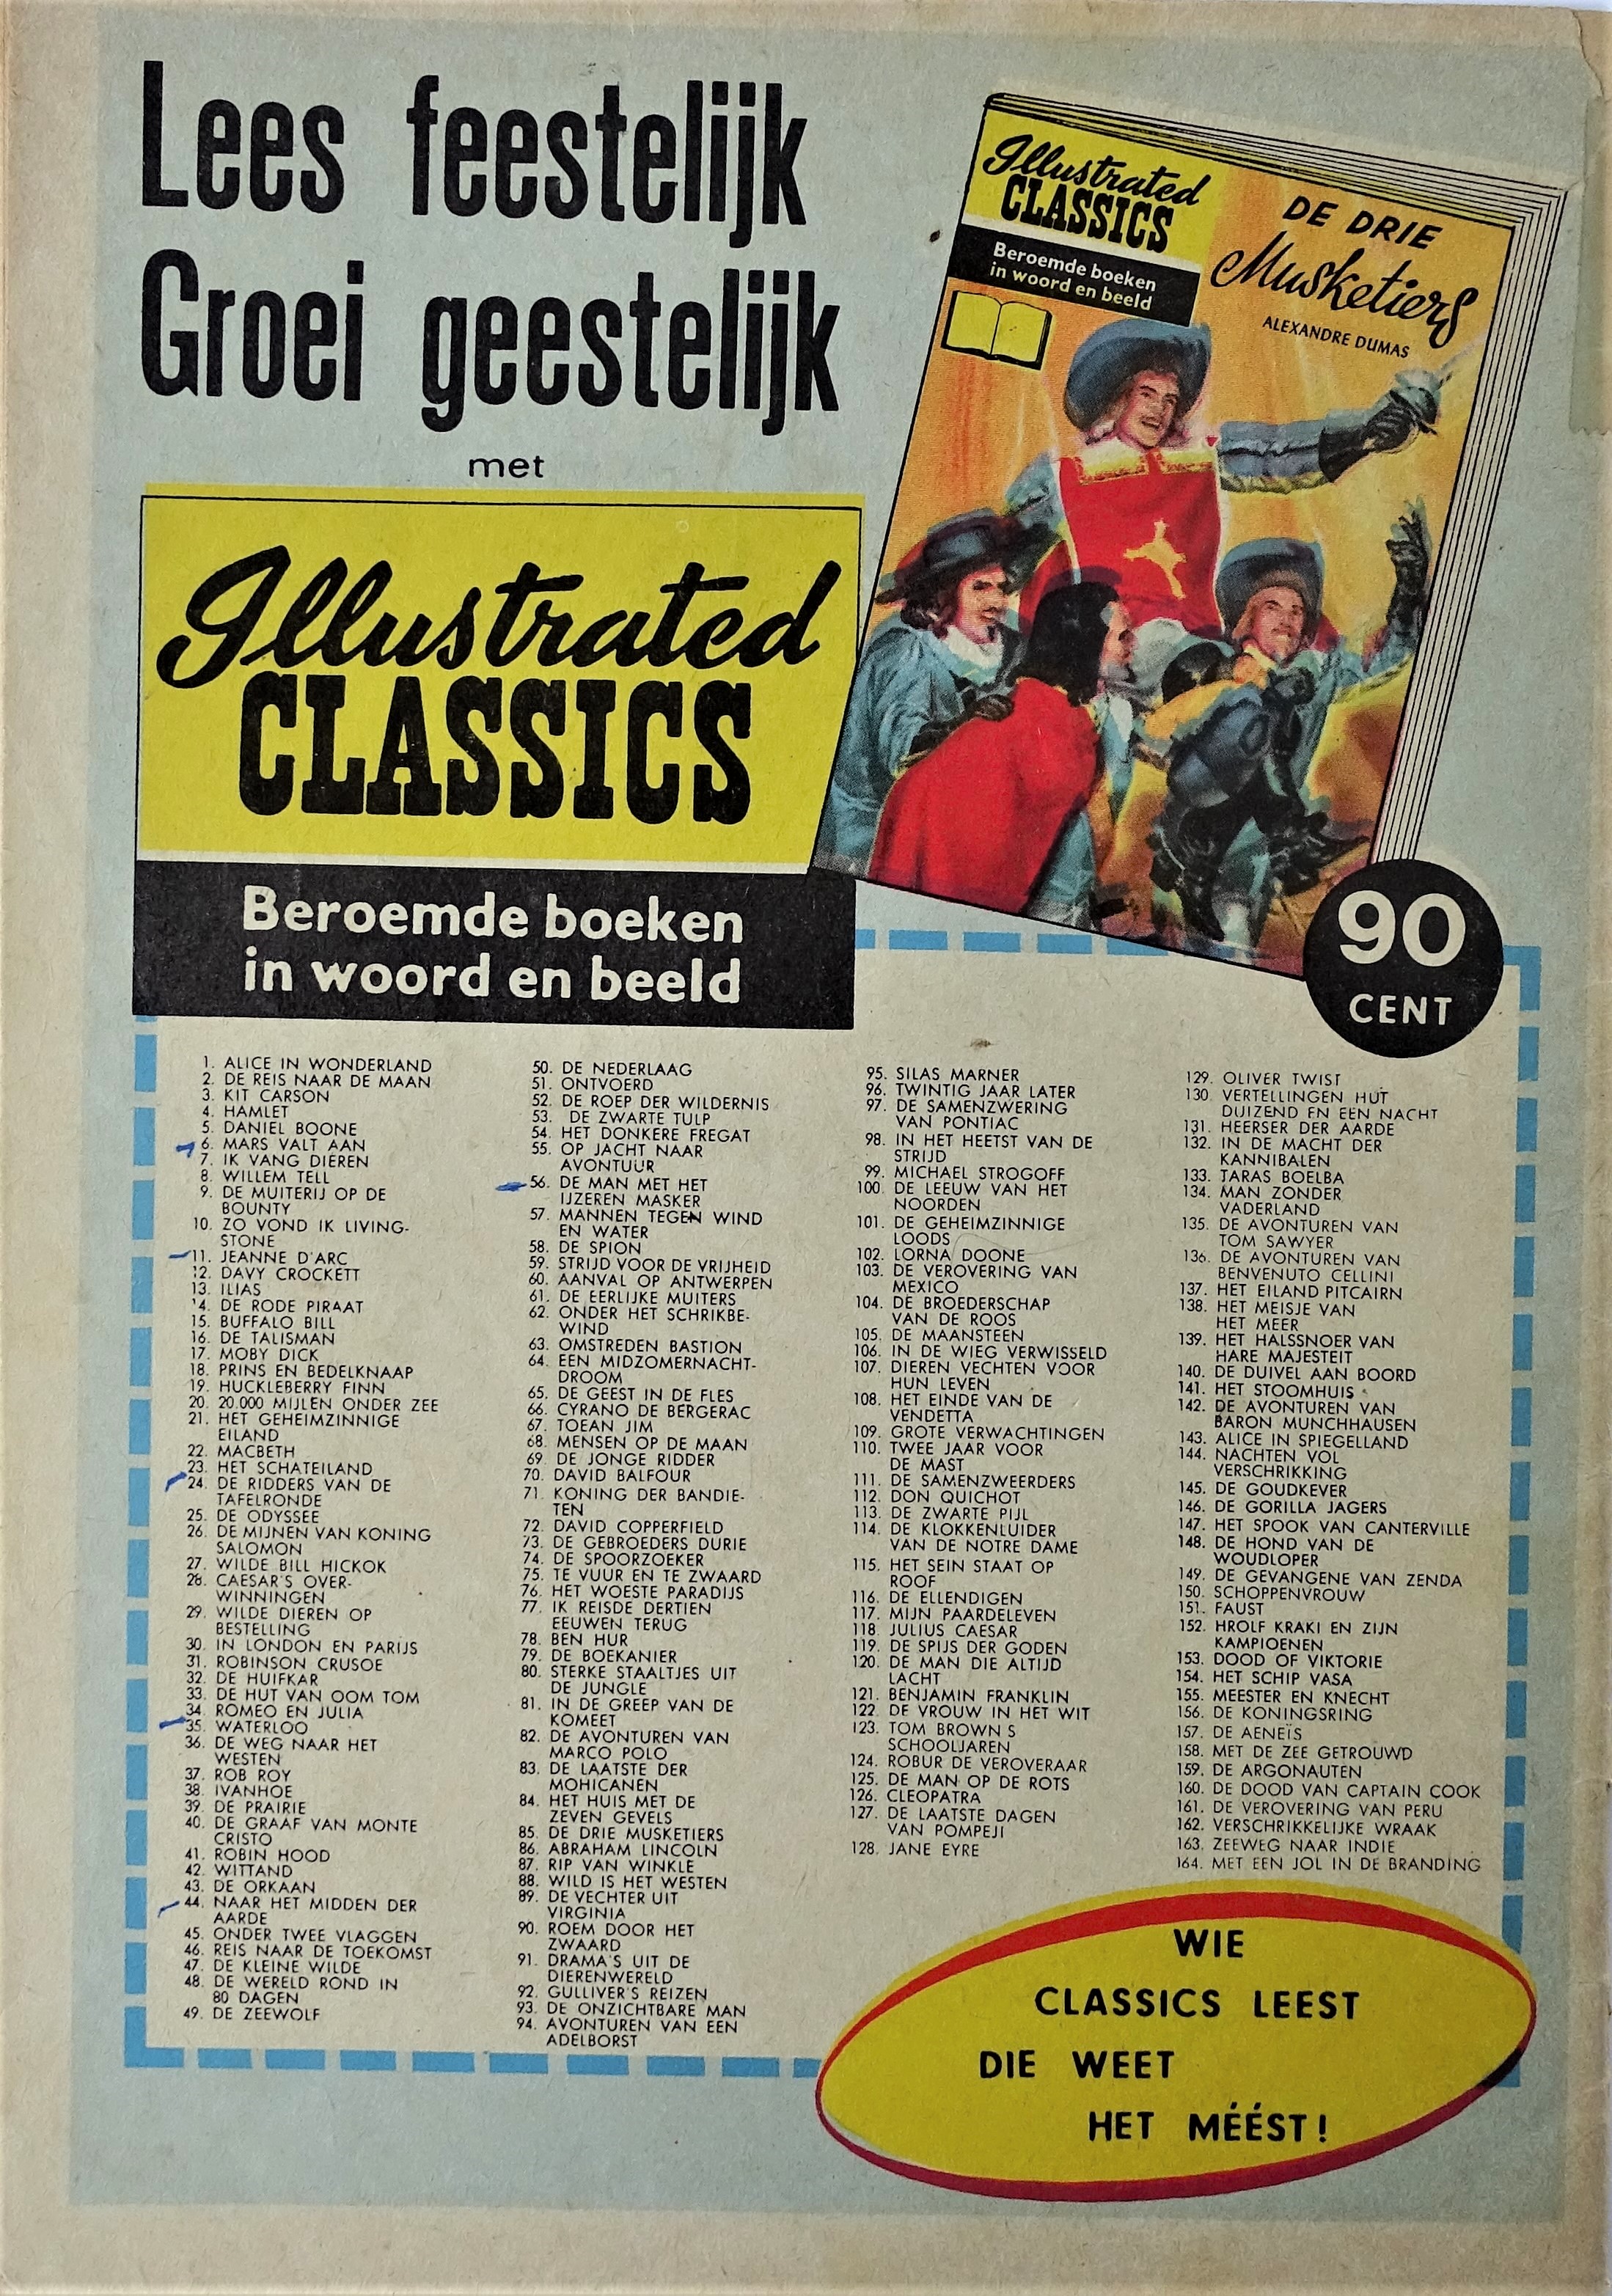 Lees feestelijk
Groei geestelijk
met
Illustrated
CLASSICS
Beroemde boeken
in woord en beeld
Illustrated
CLASSICS
Beroemde boeken
in woord en beeld
DE DRIE
Musketiers
ALEXANDRE DUMAS
90
CENT
1. ALICE IN WONDERLAND
2. DE REIS NAAR DE MAAN
3. KIT CARSON
4. HAMLET
5. DANIEL BOONE
6. MARS VALT AAN
7. IK VANG DIEREN
8. WILLEM TELL
9. DE MUITERIJ OP DE
BOUNTY
10. ZO VOND IK LIVING-
STONE
11. JEANNE D'ARC
12. DAVY CROCKETT
13. ILIAS
14. DE RODE PIRAAT
15. BUFFALO BILL
16. DE TALISMAN
17. MOBY DICK
18. PRINS EN BEDELKNAAP
19. HUCKLEBERRY FINN
20. 20.000 MIJLEN ONDER ZEE
21. HET GEHEIMZINNIGE
EILAND
22. MACBETH
23. HET SCHATEILAND
24. DE RIDDERS VAN DE
TAFELRONDE
25. DE ODYSSEE
26. DE MIJNEN VAN KONING
SALOMON
27. WILDE BILL HICKOK
28. CAESAR'S OVER-
WINNINGEN
29. WILDE DIEREN OP
BESTELLING
30. IN LONDON EN PARIJS
31. ROBINSON CRUSOE
32. DE HUIFKAR
33. DE HUT VAN OOM TOM
34. ROMEO EN JULIA
35. WATERLOO
36. DE WEG NAAR HET
WESTEN
37. ROB ROY
38. IVANHOE
39. DE PRAIRIE
40. DE GRAAF VAN MONTE
CRISTO
41. ROBIN HOOD
42. WITTAND
43. DE ORKAAN
44. NAAR HET MIDDEN DER
AARDE
45. ONDER TWEE VLAGGEN
46. REIS NAAR DE TOEKOMST
47. DE KLEINE WILDE
48. DE WERELD ROND IN
80 DAGEN
49. DE ZEEWOLF
50. DE NEDERLAAG
51. ONTVOERD
52. DE ROEP DER WILDERNIS
53. DE ZWARTE TULP
54. HET DONKERE FREGAT
55. OP JACHT NAAR
AVONTUUR
56. DE MAN MET HET
IJZEREN MASKER
57. MANNEN TEGEN WIND
EN WATER
58. DE SPION
59. STRIJD VOOR DE VRIJHEID
60. AANVAL OP ANTWERPEN
61. DE EERLIJKE MUITERS
62. ONDER HET SCHRIKBE-
WIND
63. OMSTREDEN BASTION
64. EEN MIDZOMERNACHT-
DROOM
65. DE GEEST IN DE FLES
66. CYRANO DE BERGERAC
67. TOEAN JIM
68. MENSEN OP DE MAAN
69. DE JONGE RIDDER
70. DAVID BALFOUR
71. KONING DER BANDIE-
TEN
72. DAVID COPPERFIELD
73. DE GEBROEDERS DURIE
74. DE SPOORZOEKER
75. TE VUUR EN TE ZWAARD
76. HET WOESTE PARADIJS
77. IK REISDE DERTIEN
EEUWEN TERUG
78. BEN HUR
79. DE BOEKANIER
80. STERKE STAALTJES UIT
DE JUNGLE
81. IN DE GREEP VAN DE
KOMEET
82. DE AVONTUREN VAN
MARCO POLO
83. DE LAATSTE DER
MOHICANEN
84. HET HUIS MET DE
ZEVEN GEVELS
85. DE DRIE MUSKETIERS
86. ABRAHAM LINCOLN
87. RIP VAN WINKLE
88. WILD IS HET WESTEN
89. DE VECHTER UIT
VIRGINIA
90. ROEM DOOR HET
ZWAARD
91. DRAMA'S UIT DE
DIERENWERELD
92. GULLIVER'S REIZEN
93. DE ONZICHTBARE MAN
94. AVONTUREN VAN EEN
ADELBORST
95. SILAS MARNER
96. TWINTIG JAAR LATER
97. DE SAMENZWERING
VAN PONTIAC
98. IN HET HEETST VAN DE
STRIJD
99. MICHAEL STROGOFF
100. DE LEEUW VAN HET
NOORDEN
101. DE GEHEIMZINNIGE
LOODS
102. LORNA DOONE
103. DE VEROVERING VAN
MEXICO
104. DE BROEDERSCHAP
VAN DE ROOS
105. DE MAANSTEEN
106. IN DE WIEG VERWISSELD
107. DIEREN VECHTEN VOOR
HUN LEVEN
108. HET EINDE VAN DE
VENDETTA
109. GROTE VERWACHTINGEN
110. TWEE JAAR VOOR
DE MAST
111. DE SAMENZWEERDERS
112. DON QUICHOT
113. DE ZWARTE PIJL
114. DE KLOKKENLUIDER
VAN DE NOTRE DAME
115. HET SEIN STAAT OP
ROOF
116. DE ELLENDIGEN
117. MIJN PAARDELEVEN
118. JULIUS CAESAR
119. DE SPIJS DER GODEN
120. DE MAN DIE ALTIJD
LACHT
121. BENJAMIN FRANKLIN
122. DE VROUW IN HET WIT
123. TOM BROWN S
SCHOOLJAREN
124. ROBUR DE VEROVERAAR
125. DE MAN OP DE ROTS
126. CLEOPATRA
127. DE LAATSTE DAGEN
VAN POMPEJI
128. JANE EYRE
129. OLIVER TWIST
130. VERTELLINGEN UIT
DUIZEND EN EEN NACHT
131. HEERSER DER AARDE
132. IN DE MACHT DER
KANNIBALEN
133. TARAS BOELBA
134. MAN ZONDER
VADERLAND
135. DE AVONTUREN VAN
TOM SAWYER
136. DE AVONTUREN VAN
BENVENUTO CELLINI
137. HET EILAND PITCAIRN
138. HET MEISJE VAN
HET MEER
139. HET HALSSNOER VAN
HARE MAJESTEIT
140. DE DUIVEL AAN BOORD
141. HET STOOMHUIS
142. DE AVONTUREN VAN
BARON MUNCHHAUSEN
143. ALICE IN SPIEGELLAND
144. NACHTEN VOL
VERSCHRIKKING
145. DE GOUDKEVER
146. DE GORILLA JAGERS
147. HET SPOOK VAN CANTERVILLE
148. DE HOND VAN DE
WOUDLOPER
149. DE GEVANGENE VAN ZENDA
150. SCHOPPENVROUW
151. FAUST
152. HROLF KRAKI EN ZIJN
KAMPIOENEN
153. DOOD OF VIKTORIE
154. HET SCHIP VASA
155. MEESTER EN KNECHT
156. DE KONINGSRING
157. DE AENEÏS
158. MET DE ZEE GETROUWD
159. DE ARGONAUTEN
160. DE DOOD VAN CAPTAIN COOK
161. DE VEROVERING VAN PERU
162. VERSCHRIKKELIJKE WRAAK
163. ZEEWEG NAAR INDIE
164. MET EEN JOL IN DE BRANDING
WIE
CLASSICS LEEST
DIE WEET
HET MÉÉST!